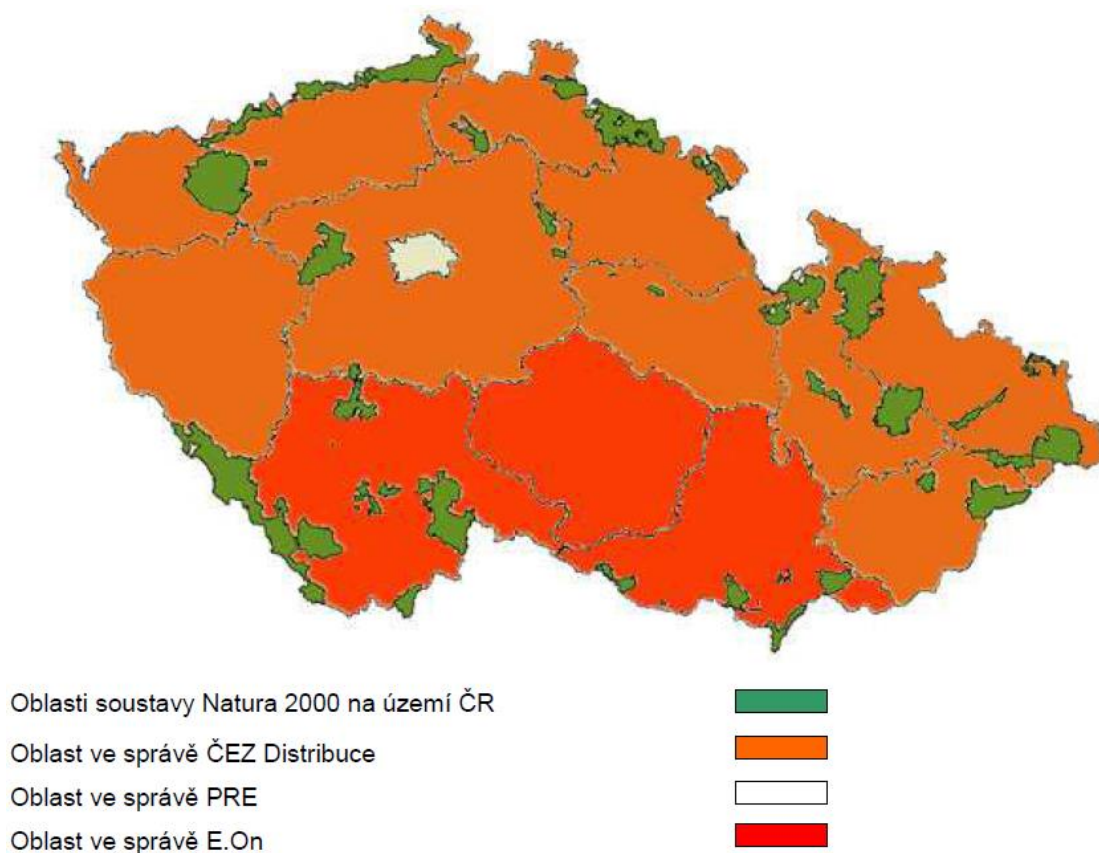 Oblasti soustavy Natura 2000 na území ČR
Oblast ve správě ČEZ Distribuce
Oblast ve správě PRE
Oblast ve správě E.On